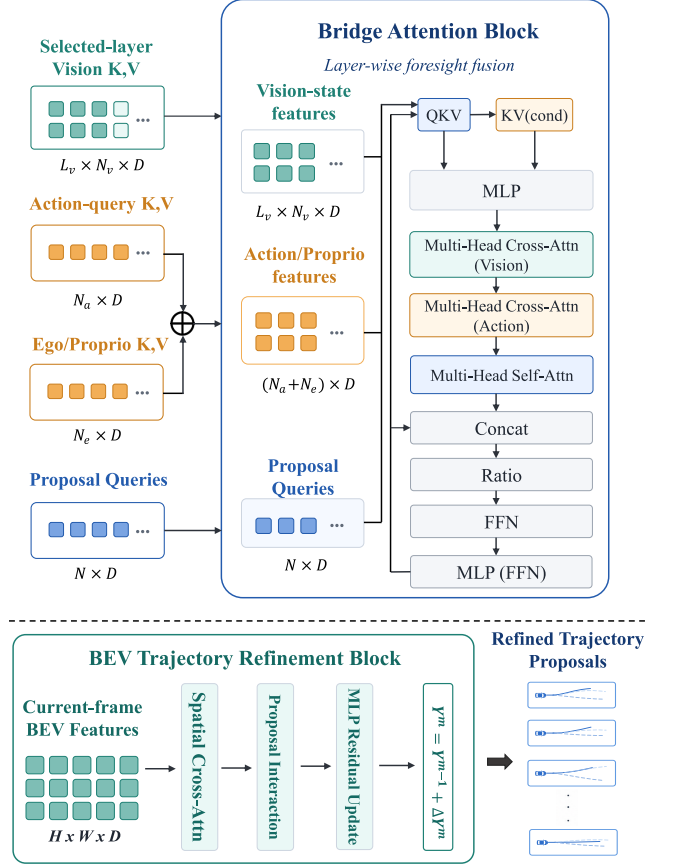 Selected-layer
Vision K,V
...
L_v × N_v × D
Action-query K,V
...
N_a × D
Ego/Proprio K,V
...
N_e × D
Proposal Queries
...
N × D
Bridge Attention Block
Layer-wise foresight fusion
Vision-state
features
...
L_v × N_v × D
Action/Proprio
features
...
(N_a+N_e) × D
Proposal
Queries
...
N × D
QKV
KV(cond)
MLP
Multi-Head Cross-Attn
(Vision)
Multi-Head Cross-Attn
(Action)
Multi-Head Self-Attn
Concat
Ratio
FFN
MLP (FFN)
BEV Trajectory Refinement Block
Current-frame
BEV Features
H x W x D
Spatial Cross-Attn
Proposal Interaction
MLP Residual Update
Y^m = Y^{m-1} + ΔY^m
Refined Trajectory
Proposals